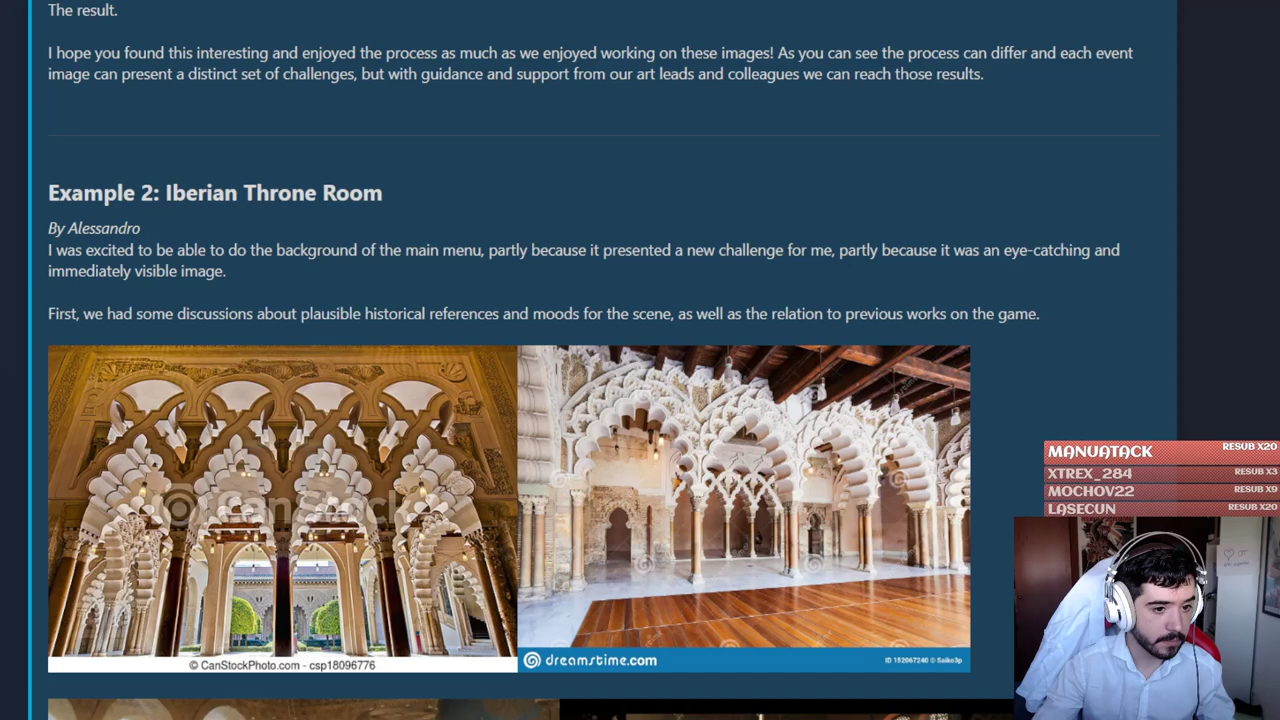 The result.
I hope you found this interesting and enjoyed the process as much as we enjoyed working on these images! As you can see the process can differ and each event
image can present a distinct set of challenges, but with guidance and support from our art leads and colleagues we can reach those results.
Example 2: Iberian Throne Room
By Alessandro
I was excited to be able to do the background of the main menu, partly because it presented a new challenge for me, partly because it was an eye-catching and
immediately visible image.
First, we had some discussions about plausible historical references and moods for the scene, as well as the relation to previous works on the game.
CanStock
© CanStockPhoto.com - csp18096776
dreamstime.com
ID 152067240 © Saiko3p
MANUATACK RESUB X20
XTREX_284 RESUB X3
MOCHOV22 RESUB X9
LASECUN RESUB X20